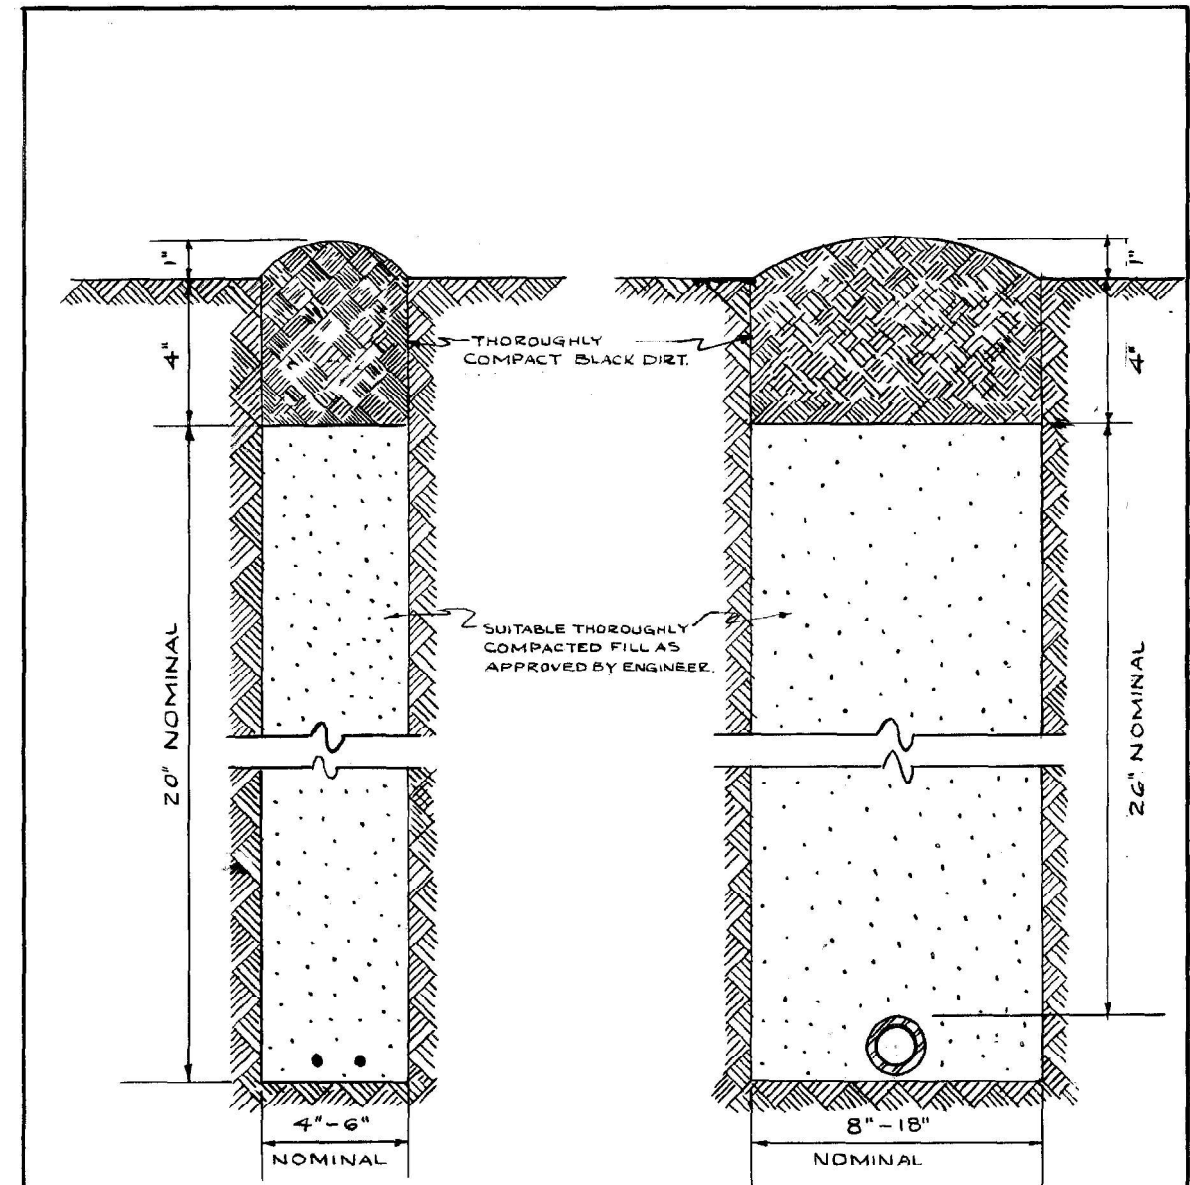 1"
1"
4"
THOROUGHLY
COMPACT BLACK DIRT.
4"
20" NOMINAL
SUITABLE THOROUGHLY
COMPACTED FILL AS
APPROVED BY ENGINEER.
26" NOMINAL
4"-6"
NOMINAL
8"-18"
NOMINAL